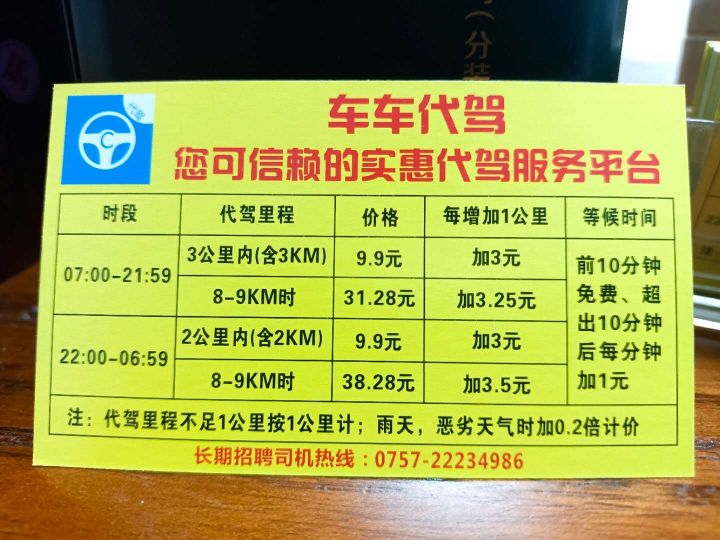 (分装
代驾
C
车车代驾
您可信赖的实惠代驾服务平台
时段 代驾里程 价格 每增加1公里 等候时间
07:00-21:59
3公里内(含3KM) 9.9元 加3元
8-9KM时 31.28元 加3.25元
22:00-06:59
2公里内(含2KM) 9.9元 加3元
8-9KM时 38.28元 加3.5元
前10分钟
免费、超
出10分钟
后每分钟
加1元
注：代驾里程不足1公里按1公里计；雨天，恶劣天气时加0.2倍计价
长期招聘司机热线：0757-22234986